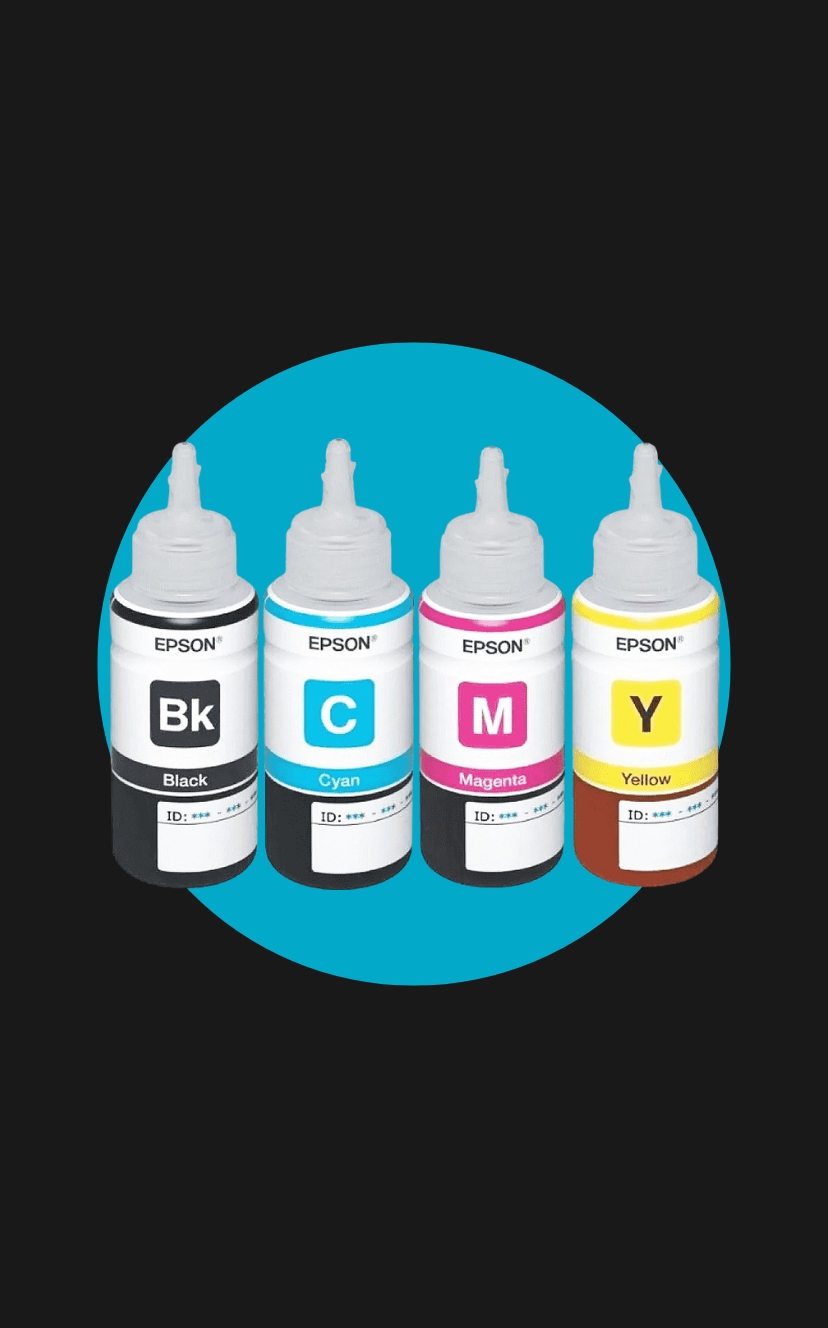 EPSON®
Bk
Black
ID: *** - *** - **
EPSON®
C
Cyan
ID: *** - *** - *
EPSON®
M
Magenta
ID: *** - *** - **
EPSON®
Y
Yellow
ID: *** - *** - **